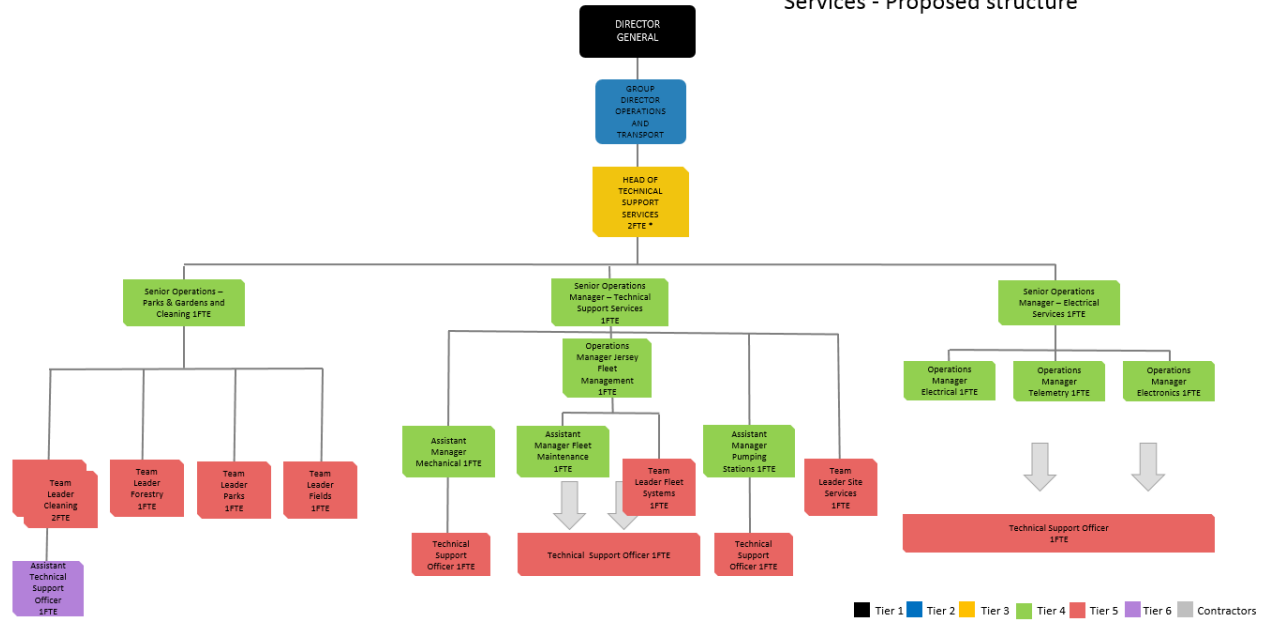 Services - Proposed structure
DIRECTOR
GENERAL
GROUP
DIRECTOR
OPERATIONS
AND
TRANSPORT
HEAD OF
TECHNICAL
SUPPORT
SERVICES
2FTE *
Senior Operations –
Parks & Gardens and
Cleaning 1FTE
Senior Operations
Manager – Technical
Support Services
1FTE
Senior Operations
Manager – Electrical
Services 1FTE
Operations
Manager Jersey
Fleet
Management
1FTE
Operations
Manager
Electrical 1FTE
Operations
Manager
Telemetry 1FTE
Operations
Manager
Electronics 1FTE
Assistant
Manager
Mechanical 1FTE
Assistant
Manager Fleet
Maintenance
1FTE
Team
Leader Fleet
Systems
1FTE
Assistant
Manager
Pumping
Stations 1FTE
Team
Leader Site
Services
1FTE
Team
Leader
Cleaning
2FTE
Team
Leader
Forestry
1FTE
Team
Leader
Parks
1FTE
Team
Leader
Fields
1FTE
Technical
Support
Officer 1FTE
Technical Support Officer 1FTE
Technical
Support
Officer 1FTE
Technical Support Officer
1FTE
Assistant
Technical
Support
Officer
1FTE
Tier 1
Tier 2
Tier 3
Tier 4
Tier 5
Tier 6
Contractors